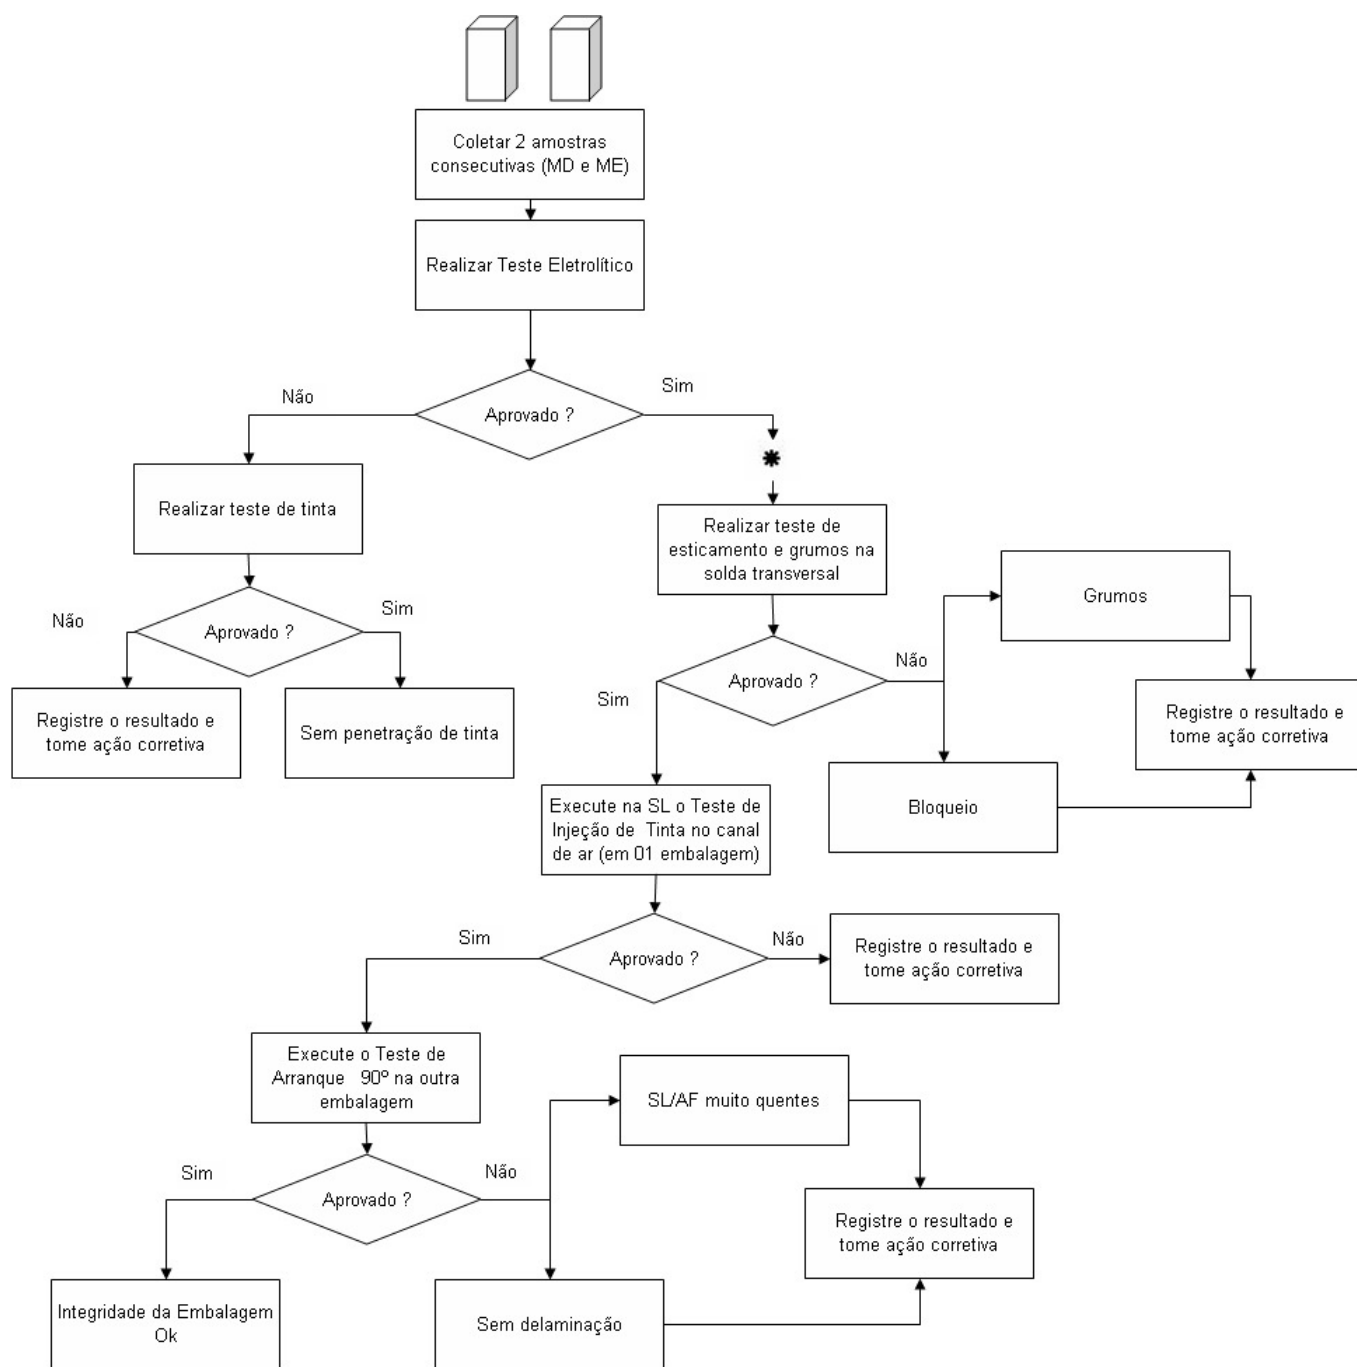 Coletar 2 amostras
consecutivas (MD e ME)
Realizar Teste Eletrolítico
Não
Sim
Aprovado ?
Realizar teste de tinta
Realizar teste de
esticamento e grumos na
solda transversal
Não
Aprovado ?
Sim
Registre o resultado e
tome ação corretiva
Sem penetração de tinta
Grumos
Sim
Aprovado ?
Não
Registre o resultado e
tome ação corretiva
Bloqueio
Execute na SL o Teste de
Injeção de Tinta no canal
de ar (em 01 embalagem)
Sim
Aprovado ?
Não
Registre o resultado e
tome ação corretiva
Execute o Teste de
Arranque 90º na outra
embalagem
SL/AF muito quentes
Sim
Aprovado ?
Não
Registre o resultado e
tome ação corretiva
Integridade da Embalagem
Ok
Sem delaminação